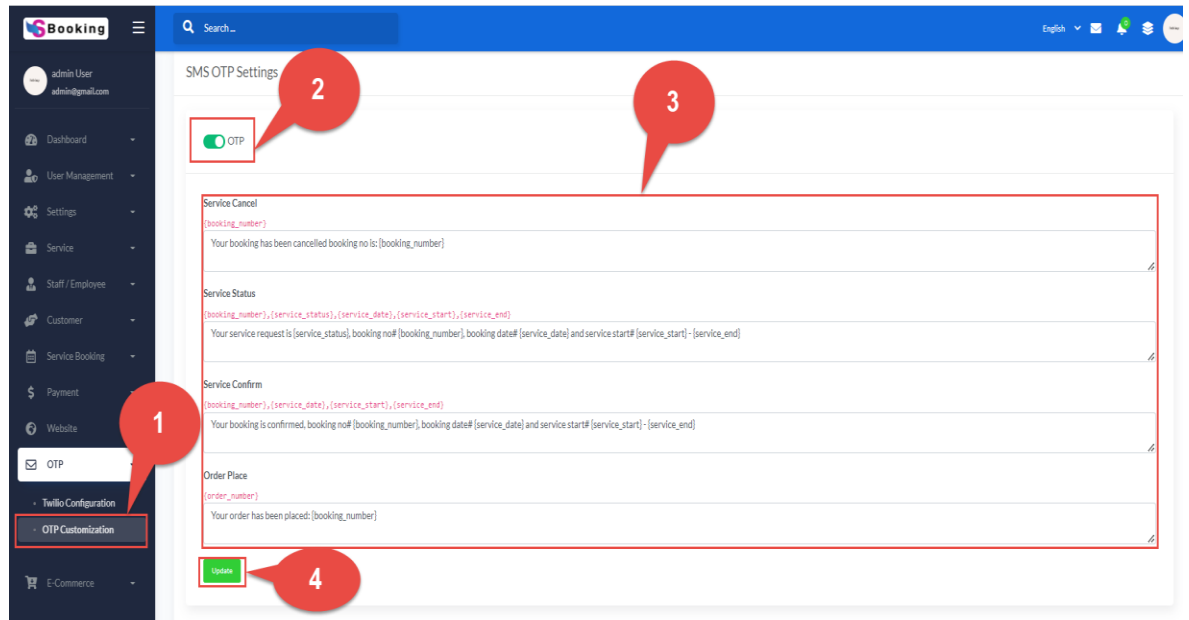 SBooking
Search...
English
admin User
admin@gmail.com
SMS OTP Settings
2
3
OTP
Dashboard
User Management
Settings
Service
Staff / Employee
Customer
Service Booking
Payment
Website
1
OTP
Twilio Configuration
OTP Customization
E-Commerce
Service Cancel
{booking_number}
Your booking has been cancelled booking no is: {booking_number}
Service Status
{booking_number},{service_status},{service_date},{service_start},{service_end}
Your service request is {service_status}, booking no# {booking_number}, booking date# {service_date} and service start# {service_start} - {service_end}
Service Confirm
{booking_number},{service_date},{service_start},{service_end}
Your booking is confirmed, booking no# {booking_number}, booking date# {service_date} and service start# {service_start} - {service_end}
Order Place
{order_number}
Your order has been placed: {booking_number}
Update
4